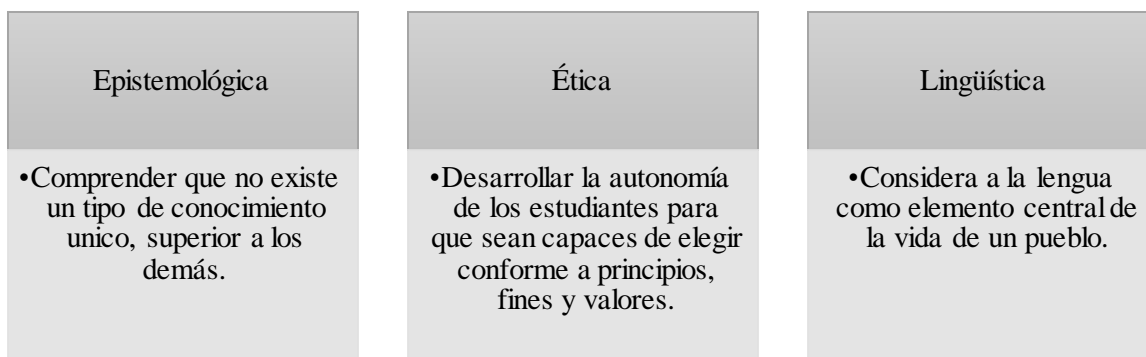 Epistemológica
•Comprender que no existe
un tipo de conocimiento
unico, superior a los
demás.
Ética
•Desarrollar la autonomía
de los estudiantes para
que sean capaces de elegir
conforme a principios,
fines y valores.
Lingüística
•Considera a la lengua
como elemento central de
la vida de un pueblo.